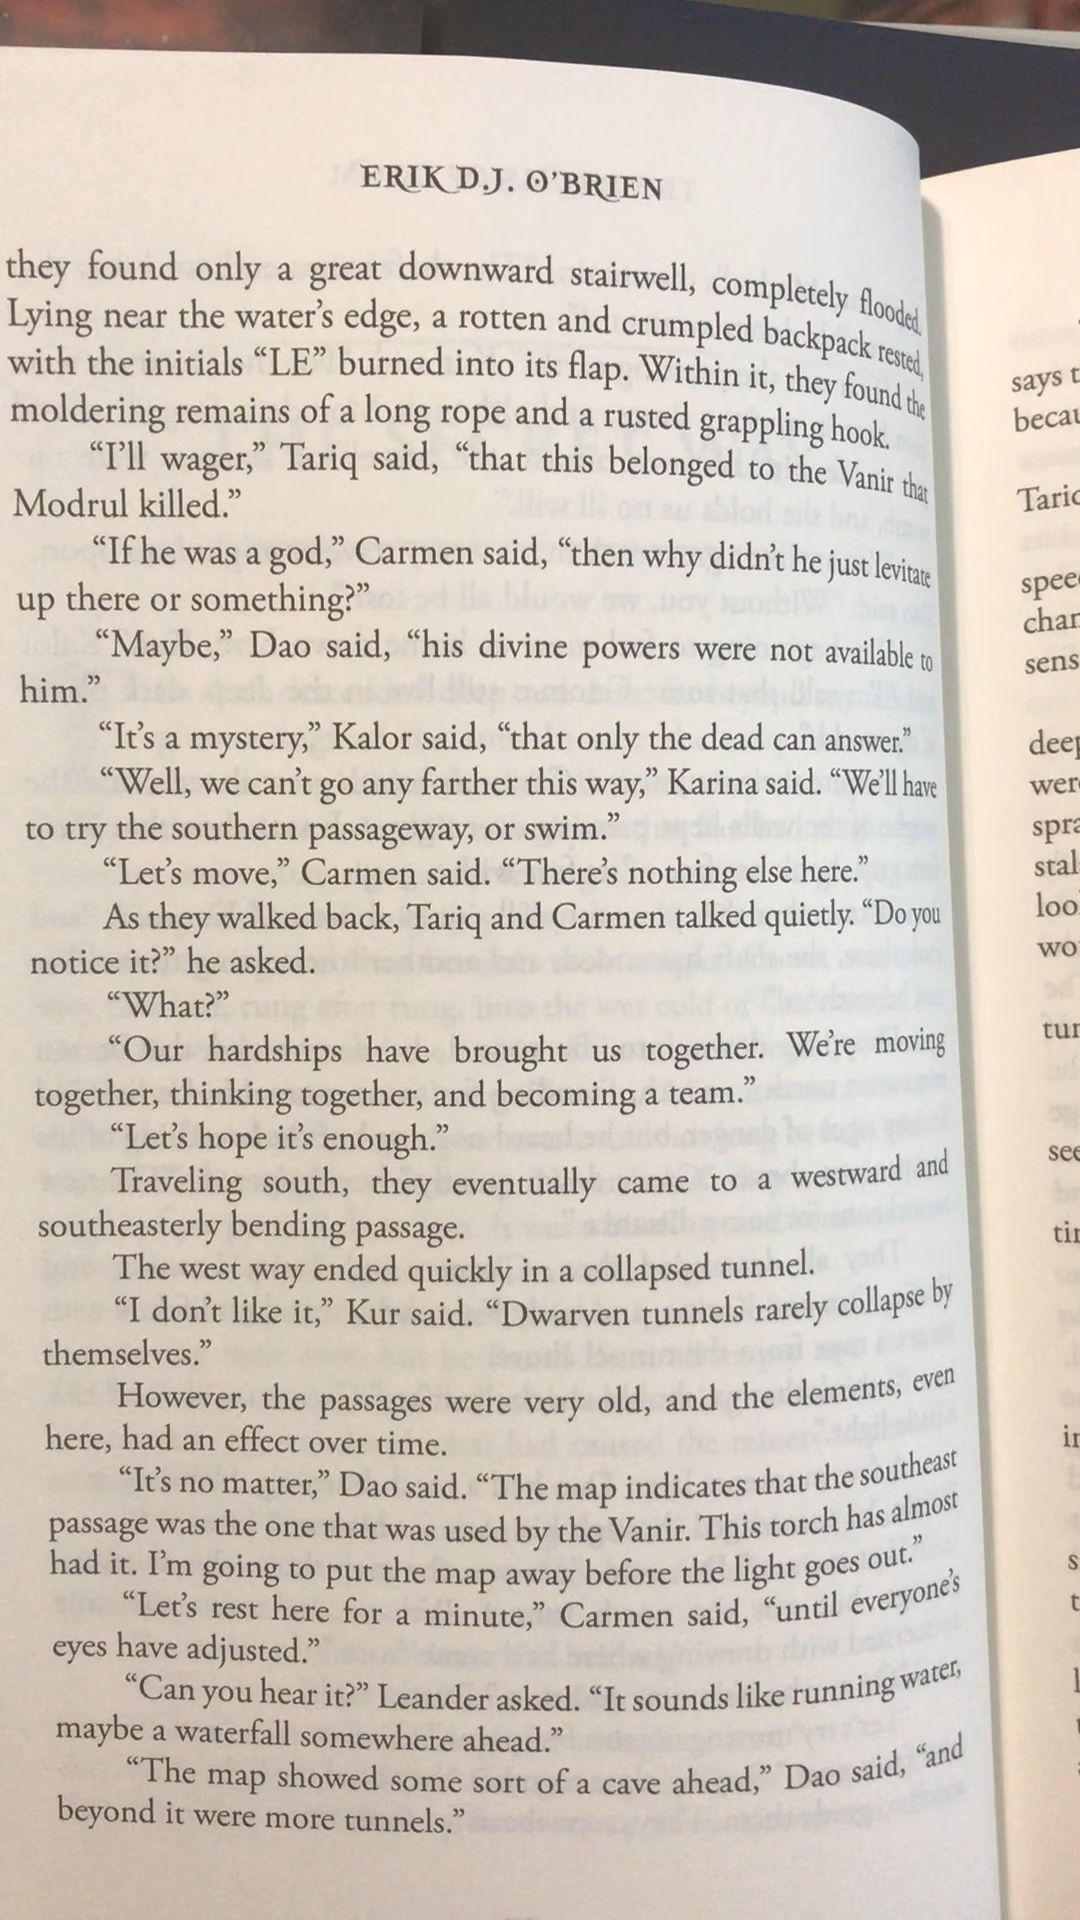 ERIK D.J. O’BRIEN
they found only a great downward stairwell, completely flooded.
Lying near the water’s edge, a rotten and crumpled backpack rested,
with the initials “LE” burned into its flap. Within it, they found the
moldering remains of a long rope and a rusted grappling hook.
“I’ll wager,” Tariq said, “that this belonged to the Vanir that
Modrul killed.”
“If he was a god,” Carmen said, “then why didn’t he just levitate
up there or something?”
“Maybe,” Dao said, “his divine powers were not available to
him.”
“It’s a mystery,” Kalor said, “that only the dead can answer.”
“Well, we can’t go any farther this way,” Karina said. “We’ll have
to try the southern passageway, or swim.”
“Let’s move,” Carmen said. “There’s nothing else here.”
As they walked back, Tariq and Carmen talked quietly. “Do you
notice it?” he asked.
“What?”
“Our hardships have brought us together. We’re moving
together, thinking together, and becoming a team.”
“Let’s hope it’s enough.”
Traveling south, they eventually came to a westward and
southeasterly bending passage.
The west way ended quickly in a collapsed tunnel.
“I don’t like it,” Kur said. “Dwarven tunnels rarely collapse by
themselves.”
However, the passages were very old, and the elements, even
here, had an effect over time.
“It’s no matter,” Dao said. “The map indicates that the southeast
passage was the one that was used by the Vanir. This torch has almost
had it. I’m going to put the map away before the light goes out.”
“Let’s rest here for a minute,” Carmen said, “until everyone’s
eyes have adjusted.”
“Can you hear it?” Leander asked. “It sounds like running water,
maybe a waterfall somewhere ahead.”
“The map showed some sort of a cave ahead,” Dao said, “and
beyond it were more tunnels.”
says